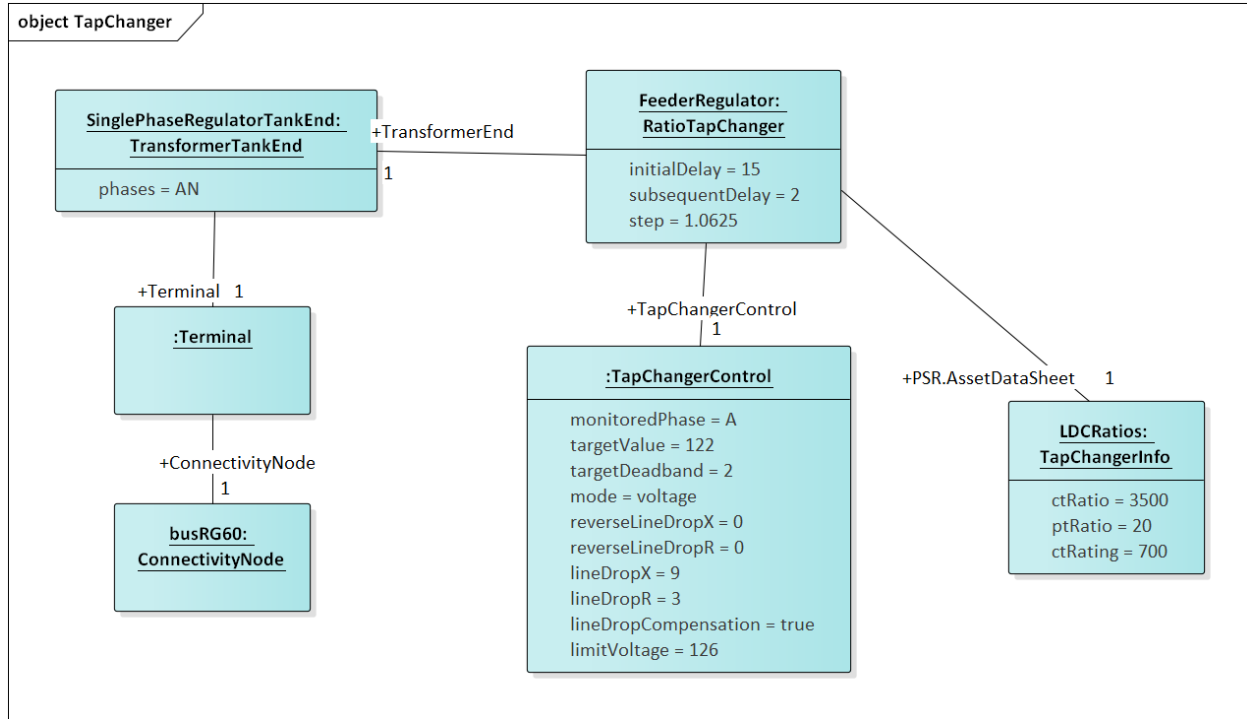 object TapChanger
SinglePhaseRegulatorTankEnd:
TransformerTankEnd
phases = AN
+TransformerEnd
1
FeederRegulator:
RatioTapChanger
initialDelay = 15
subsequentDelay = 2
step = 1.0625
+Terminal 1
:Terminal
+ConnectivityNode
1
busRG60:
ConnectivityNode
+TapChangerControl
1
:TapChangerControl
monitoredPhase = A
targetValue = 122
targetDeadband = 2
mode = voltage
reverseLineDropX = 0
reverseLineDropR = 0
lineDropX = 9
lineDropR = 3
lineDropCompensation = true
limitVoltage = 126
+PSR.AssetDataSheet 1
LDCRatios:
TapChangerInfo
ctRatio = 3500
ptRatio = 20
ctRating = 700